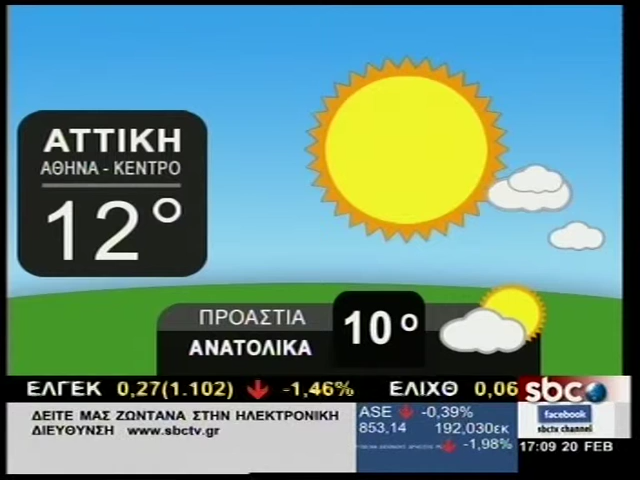 ΑΤΤΙΚΗ
ΑΘΗΝΑ - ΚΕΝΤΡΟ
12°
ΠΡΟΑΣΤΙΑ
ΑΝΑΤΟΛΙΚΑ
10°
ΕΛΓΕΚ 0,27(1.102) -1,46% ΕΛΙΧΘ 0,06
sbc
ΔΕΙΤΕ ΜΑΣ ΖΩΝΤΑΝΑ ΣΤΗΝ ΗΛΕΚΤΡΟΝΙΚΗ
ΔΙΕΥΘΥΝΣΗ www.sbctv.gr
ASE -0,39%
853,14 192,030εκ
-1,98%
facebook
sbctv channel
17:09 20 FEB